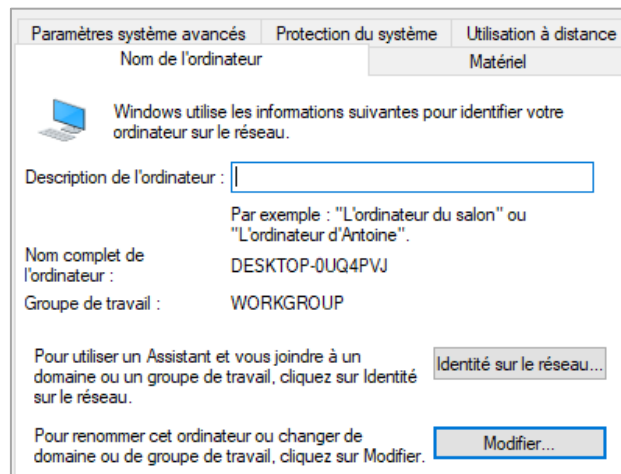 Paramètres système avancés
Protection du système
Utilisation à distance
Nom de l'ordinateur
Matériel
Windows utilise les informations suivantes pour identifier votre
ordinateur sur le réseau.
Description de l'ordinateur :
Par exemple : "L'ordinateur du salon" ou
"L'ordinateur d'Antoine".
Nom complet de
l'ordinateur :
DESKTOP-0UQ4PVJ
Groupe de travail :
WORKGROUP
Pour utiliser un Assistant et vous joindre à un
domaine ou un groupe de travail, cliquez sur Identité
sur le réseau.
Identité sur le réseau...
Pour renommer cet ordinateur ou changer de
domaine ou de groupe de travail, cliquez sur Modifier.
Modifier...